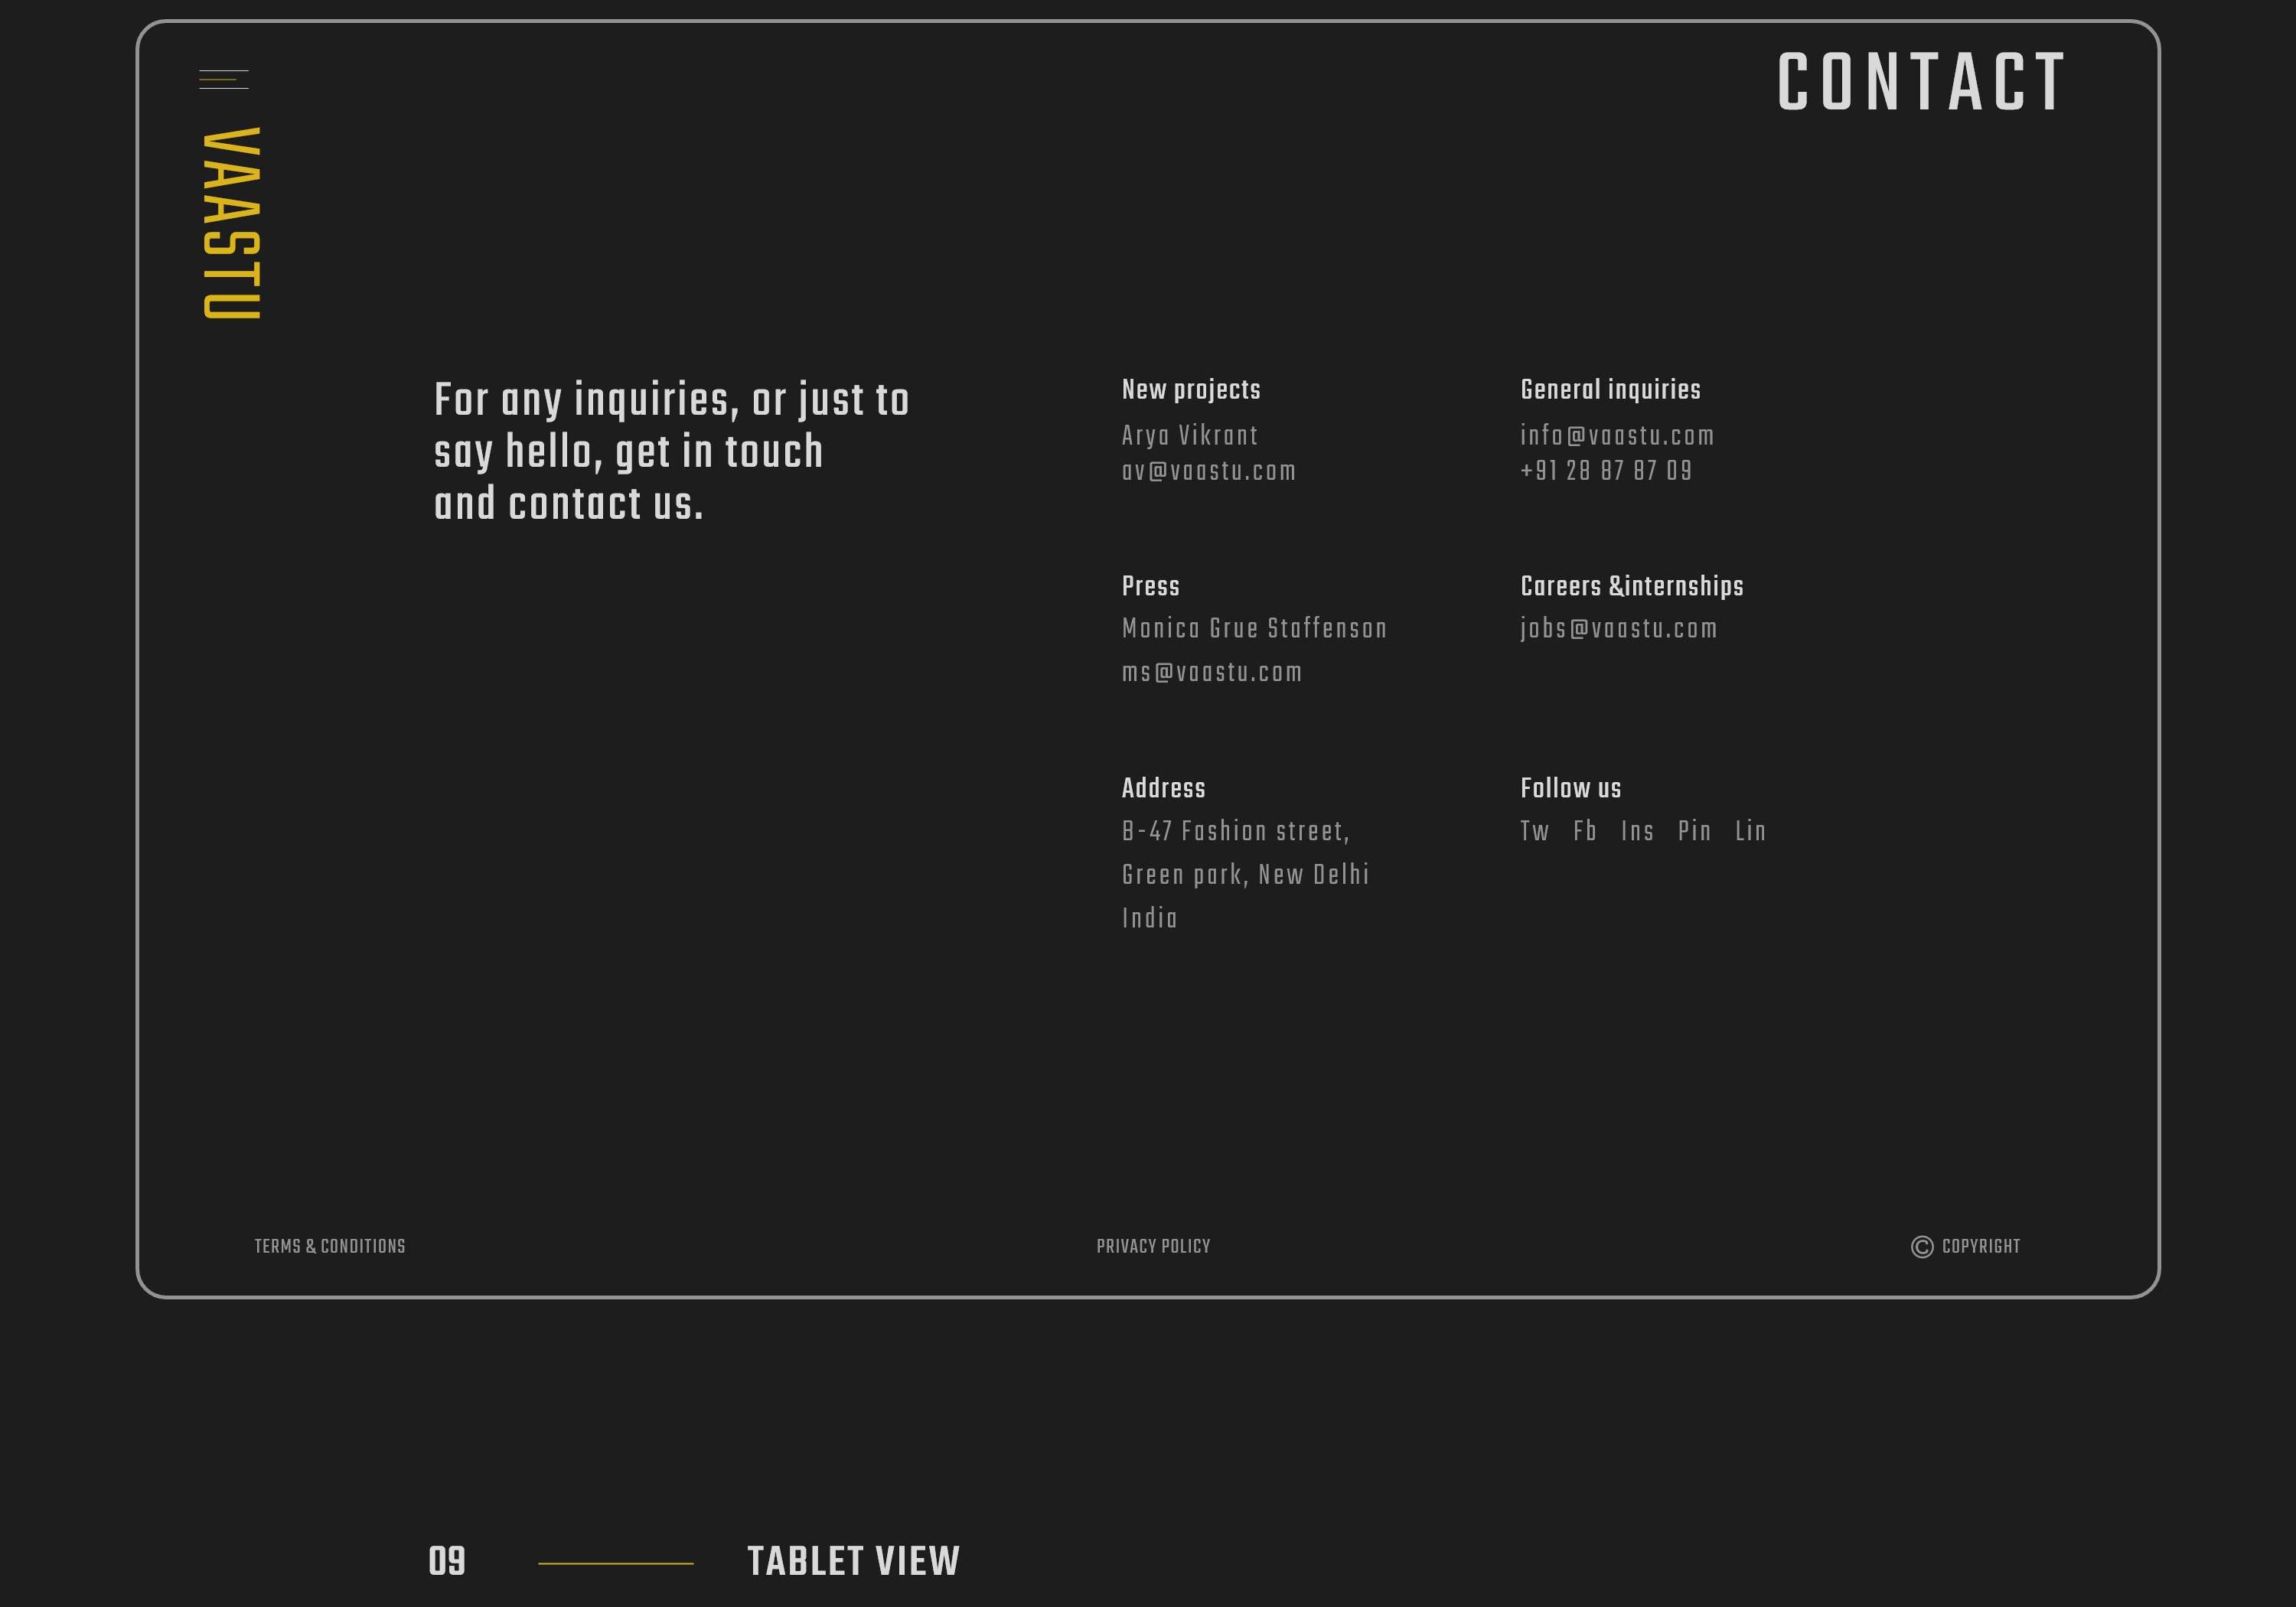 CONTACT
VAASTU
For any inquiries, or just to
say hello, get in touch
and contact us.
New projects
Arya Vikrant
av@vaastu.com
General inquiries
info@vaastu.com
+91 28 87 87 09
Press
Monica Grue Staffenson
ms@vaastu.com
Careers &internships
jobs@vaastu.com
Address
B-47 Fashion street,
Green park, New Delhi
India
Follow us
Tw Fb Ins Pin Lin
TERMS & CONDITIONS
PRIVACY POLICY
© COPYRIGHT
09
TABLET VIEW